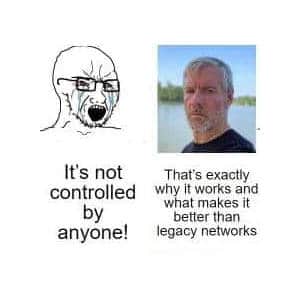 It's not
controlled
by
anyone!
That's exactly
why it works and
what makes it
better than
legacy networks